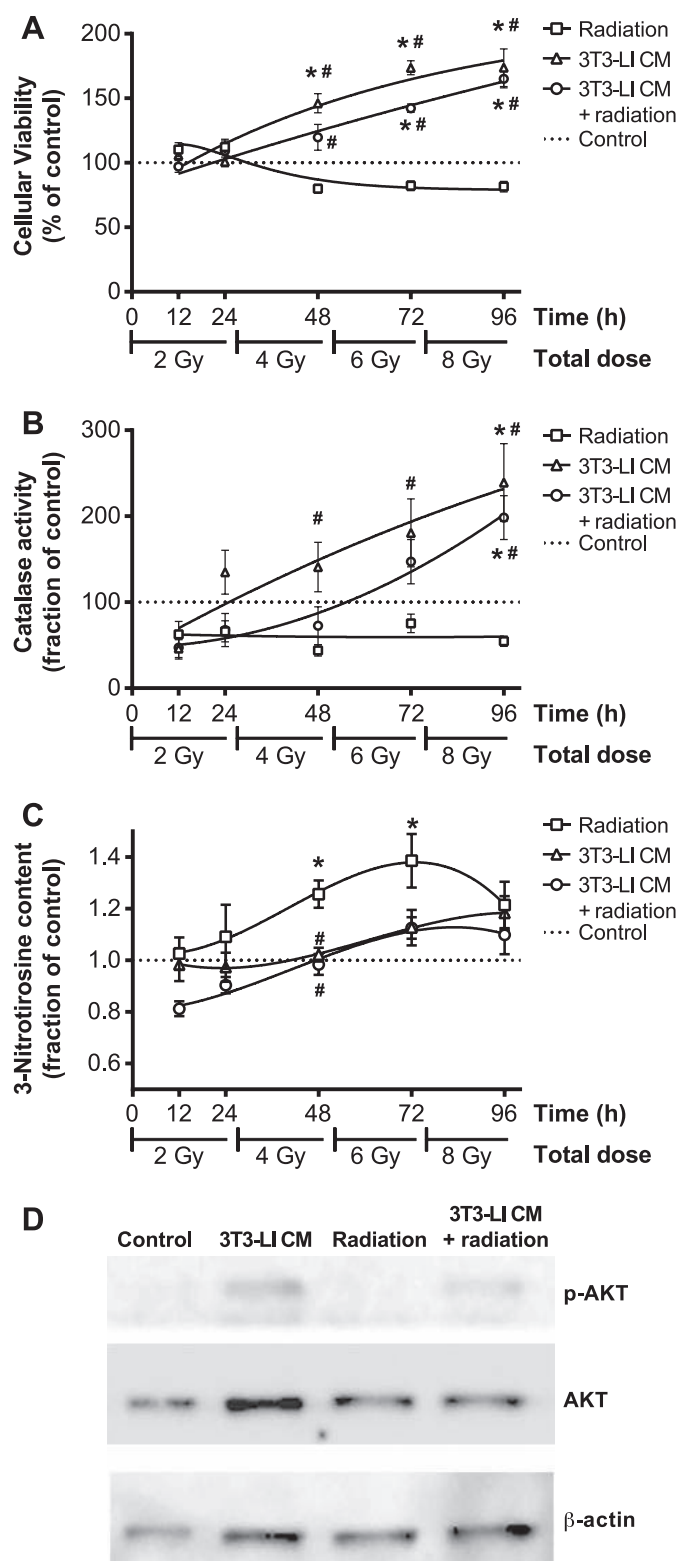 A
Cellular Viability
(% of control)
200
150
100
50
0
* #
* #
* #
#
* #
* #
Radiation
3T3-LI CM
3T3-LI CM
+ radiation
Control
0 12 24 48 72 96 Time (h)
2 Gy 4 Gy 6 Gy 8 Gy Total dose
B
Catalase activity
(fraction of control)
300
200
100
0
#
#
* #
* #
Radiation
3T3-LI CM
3T3-LI CM
+ radiation
Control
0 12 24 48 72 96 Time (h)
2 Gy 4 Gy 6 Gy 8 Gy Total dose
C
3-Nitrotirosine content
(fraction of control)
1.4
1.2
1.0
0.8
0.6
*
*
#
#
Radiation
3T3-LI CM
3T3-LI CM
+ radiation
Control
0 12 24 48 72 96 Time (h)
2 Gy 4 Gy 6 Gy 8 Gy Total dose
D
Control 3T3-LI CM Radiation 3T3-LI CM
+ radiation
p-AKT
AKT
β-actin